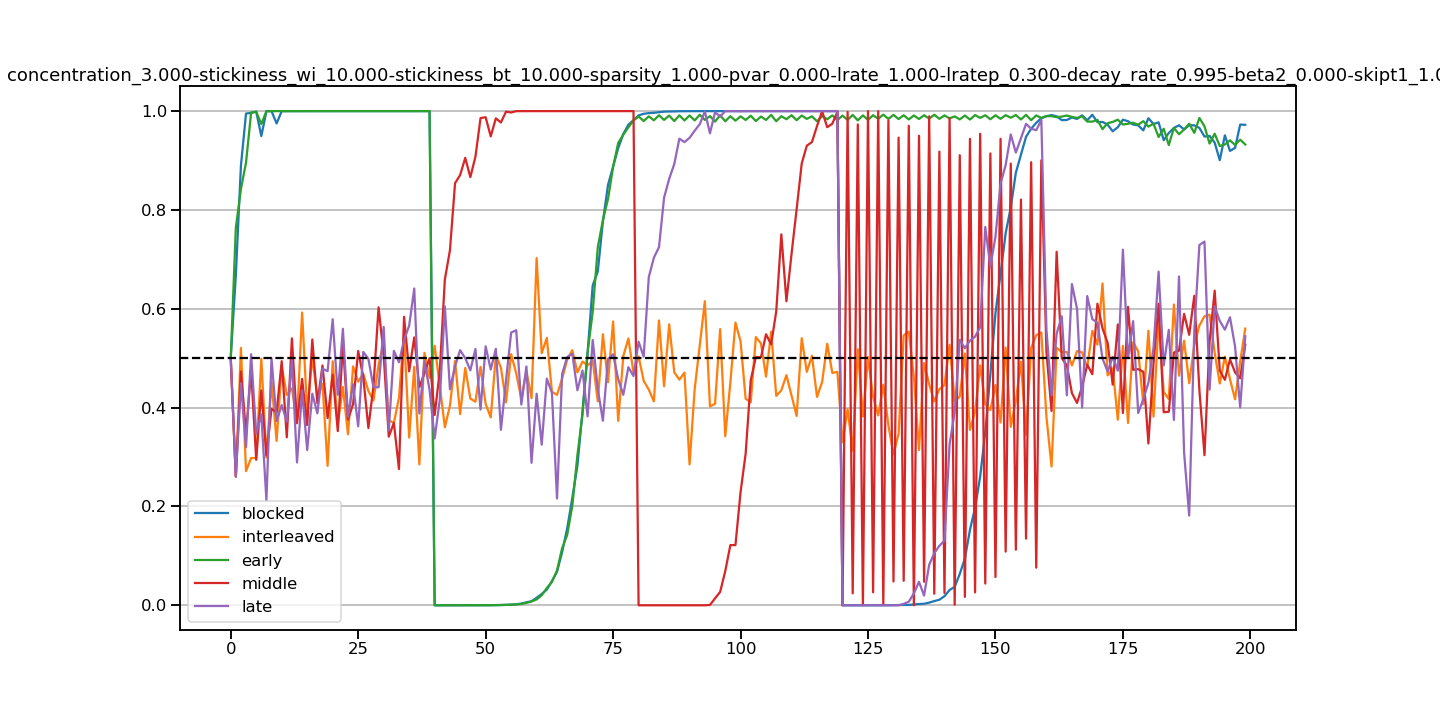 concentration_3.000-stickiness_wi_10.000-stickiness_bt_10.000-sparsity_1.000-pvar_0.000-lrate_1.000-lratep_0.300-decay_rate_0.995-beta2_0.000-skipt1_1.0
1.0
0.8
0.6
0.4
0.2
0.0
blocked
interleaved
early
middle
late
0 25 50 75 100 125 150 175 200